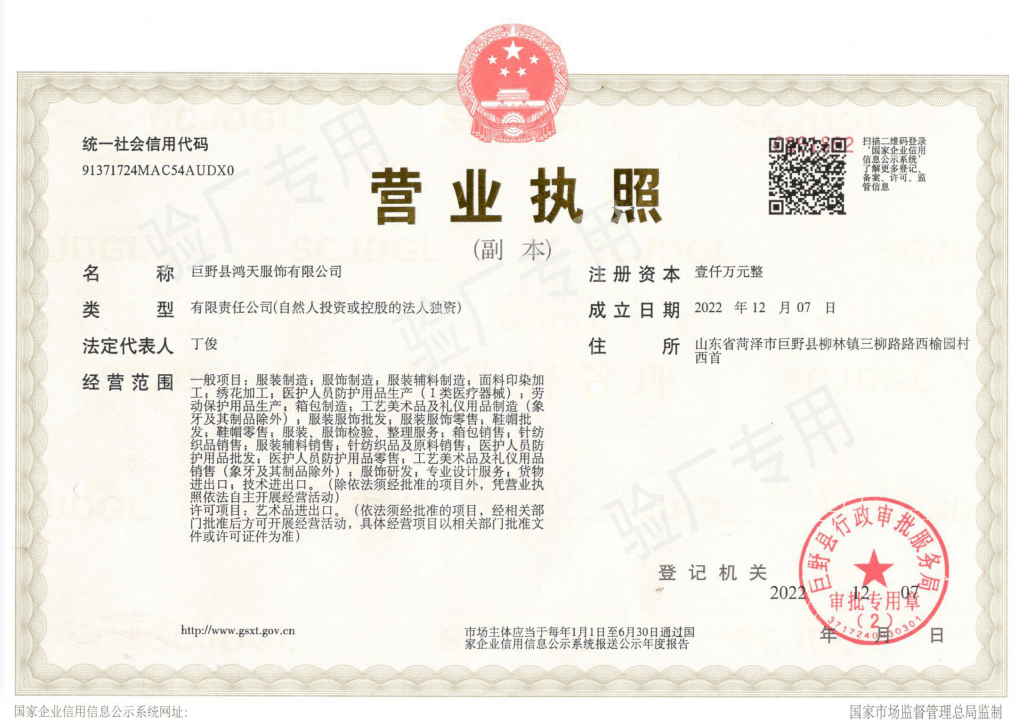 统一社会信用代码
91371724MAC54AUDX0
扫描二维码登录
'国家企业信用
信息公示系统'
了解更多登记、
备案、许可、监
管信息
营业执照
(副 本)
名 称 巨野县鸿天服饰有限公司
类 型 有限责任公司(自然人投资或控股的法人独资)
法定代表人 丁俊
经营范围 一般项目:服装制造;服饰制造;服装辅料制造;面料印染加
工;绣花加工;医护人员防护用品生产(Ⅰ类医疗器械);劳
动保护用品生产;箱包制造;工艺美术品及礼仪用品制造(象
牙及其制品除外);服装服饰批发;服装服饰零售;鞋帽批
发;鞋帽零售;服装、服饰检验、整理服务;箱包销售;针纺
织品销售;服装辅料销售;针纺织品及原料销售;医护人员防
护用品批发;医护人员防护用品零售;工艺美术品及礼仪用品
销售(象牙及其制品除外);服饰研发;专业设计服务;货物
进出口;技术进出口。(除依法须经批准的项目外,凭营业执
照依法自主开展经营活动)
许可项目:艺术品进出口。(依法须经批准的项目,经相关部
门批准后方可开展经营活动,具体经营项目以相关部门批准文
件或许可证件为准)
注册资本 壹仟万元整
成立日期 2022 年 12 月 07 日
住 所 山东省菏泽市巨野县柳林镇三柳路路西榆园村
西首
验厂专用
验厂专用
验厂专用
登记机关
巨野县行政审批服务局
审批专用章
(2)
3717240030301
2022 12 07
年 月 日
http://www.gsxt.gov.cn
市场主体应当于每年1月1日至6月30日通过国
家企业信用信息公示系统报送公示年度报告
国家企业信用信息公示系统网址:
国家市场监督管理总局监制